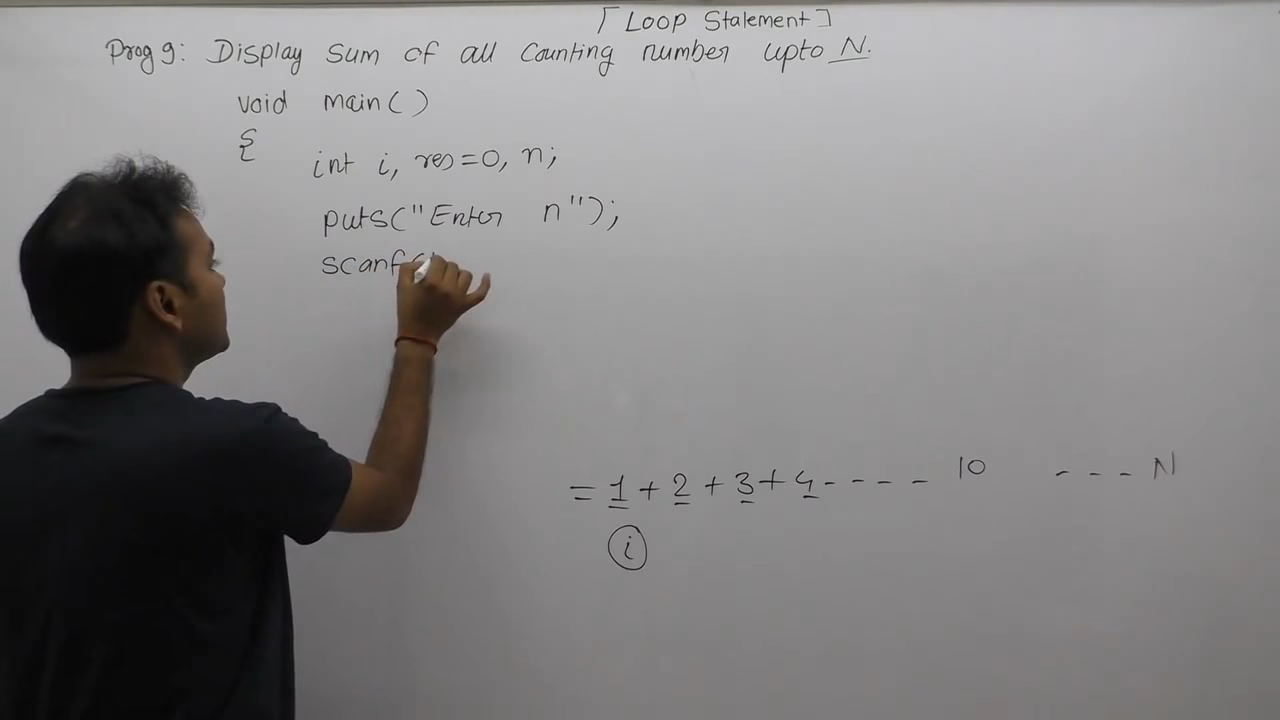 [Loop Statement]
Prog 9: Display sum of all counting number upto N.
void main()
{
int i, res=0, n;
puts("Enter n");
scanf(
= 1 + 2 + 3 + 4 - - - - 10 - - - N
i